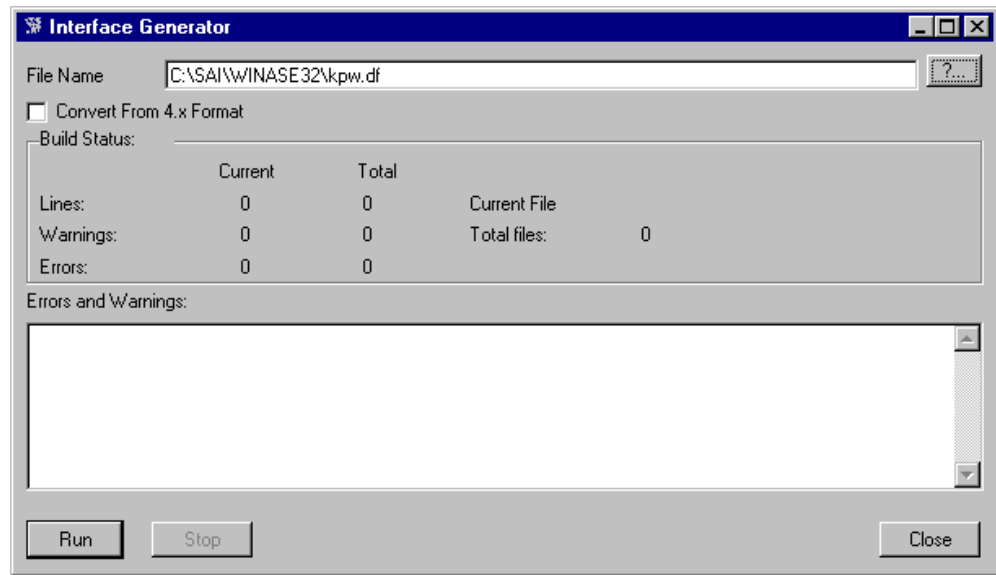 Interface Generator
File Name C:\SAI\WINASE32\kpw.df ?...
Convert From 4.x Format
Build Status:
Current Total
Lines: 0 0 Current File
Warnings: 0 0 Total files: 0
Errors: 0 0
Errors and Warnings:
Run Stop Close